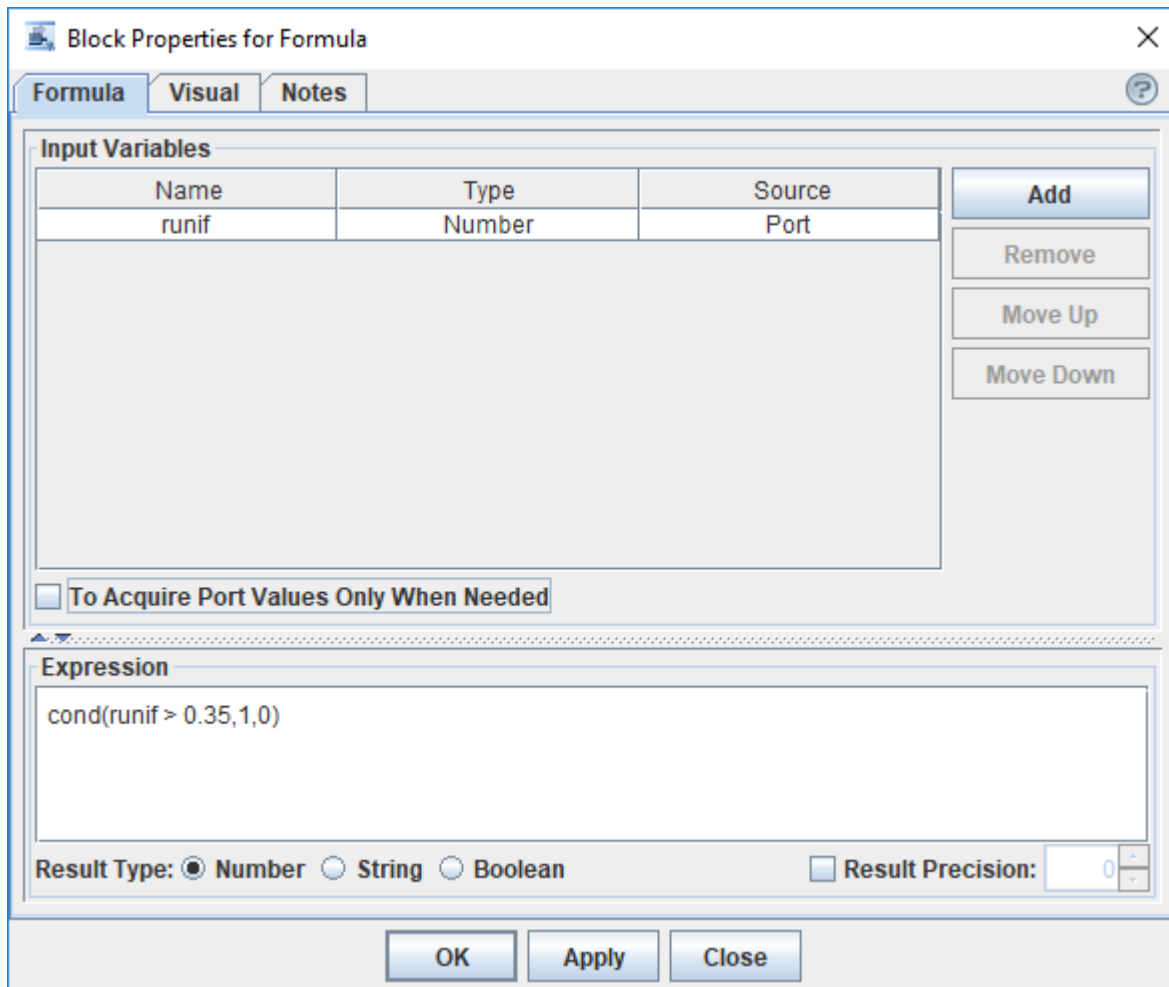 Block Properties for Formula
Formula Visual Notes
Input Variables
Name Type Source
runif Number Port
Add
Remove
Move Up
Move Down
To Acquire Port Values Only When Needed
Expression
cond(runif > 0.35,1,0)
Result Type: Number String Boolean Result Precision: 0
OK Apply Close